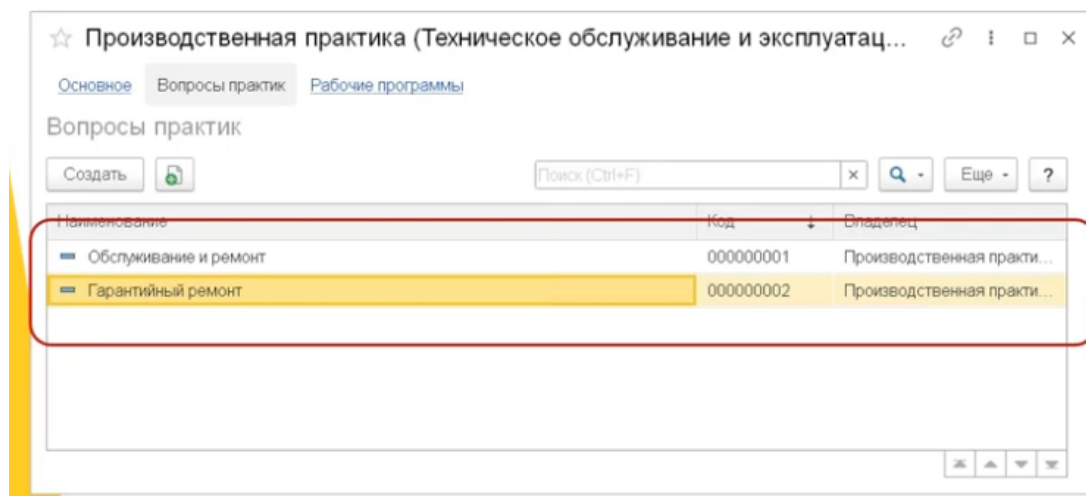 Производственная практика (Техническое обслуживание и эксплуатац...
Основное Вопросы практик Рабочие программы
Вопросы практик
Создать Поиск (Ctrl+F) × Еще ?
Наименование Код ↓ Владелец
Обслуживание и ремонт 000000001 Производственная практи...
Гарантийный ремонт 000000002 Производственная практи...